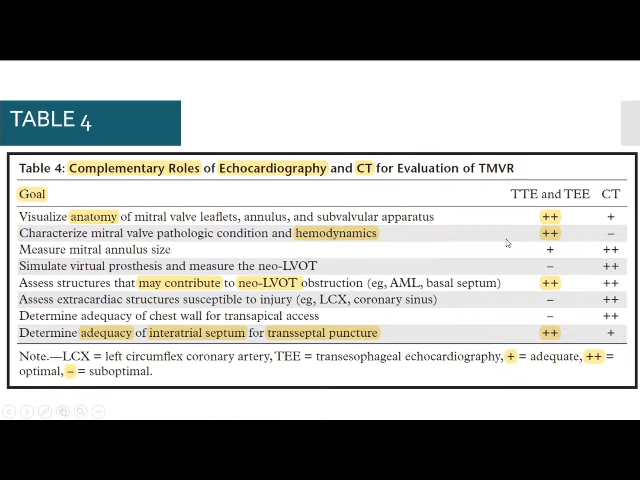 TABLE 4
Table 4: Complementary Roles of Echocardiography and CT for Evaluation of TMVR
Goal TTE and TEE CT
Visualize anatomy of mitral valve leaflets, annulus, and subvalvular apparatus ++ +
Characterize mitral valve pathologic condition and hemodynamics ++ –
Measure mitral annulus size + ++
Simulate virtual prosthesis and measure the neo-LVOT – ++
Assess structures that may contribute to neo-LVOT obstruction (eg, AML, basal septum) ++ ++
Assess extracardiac structures susceptible to injury (eg, LCX, coronary sinus) – ++
Determine adequacy of chest wall for transapical access – ++
Determine adequacy of interatrial septum for transseptal puncture ++ +
Note.—LCX = left circumflex coronary artery, TEE = transesophageal echocardiography, + = adequate, ++ =
optimal, – = suboptimal.